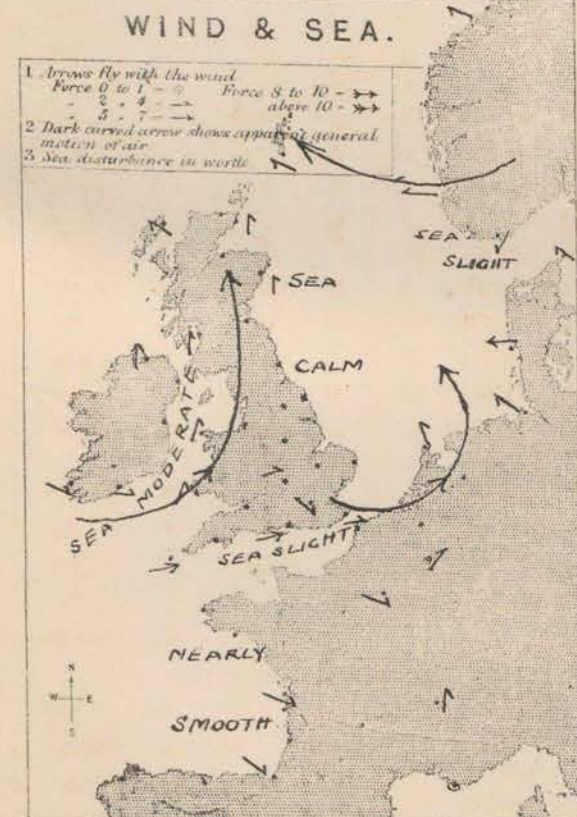 WIND & SEA.
1 Arrows fly with the wind
Force 0 to 1 - Force 8 to 10 -
" 2 " 4 - above 10 -
" 5 " 7 -
2 Dark curved arrow shows apparent general
motion of air
3 Sea disturbance in words
SEA
SLIGHT
SEA
CALM
SEA MODERATE
SEA SLIGHT
NEARLY
SMOOTH
N
W E
S